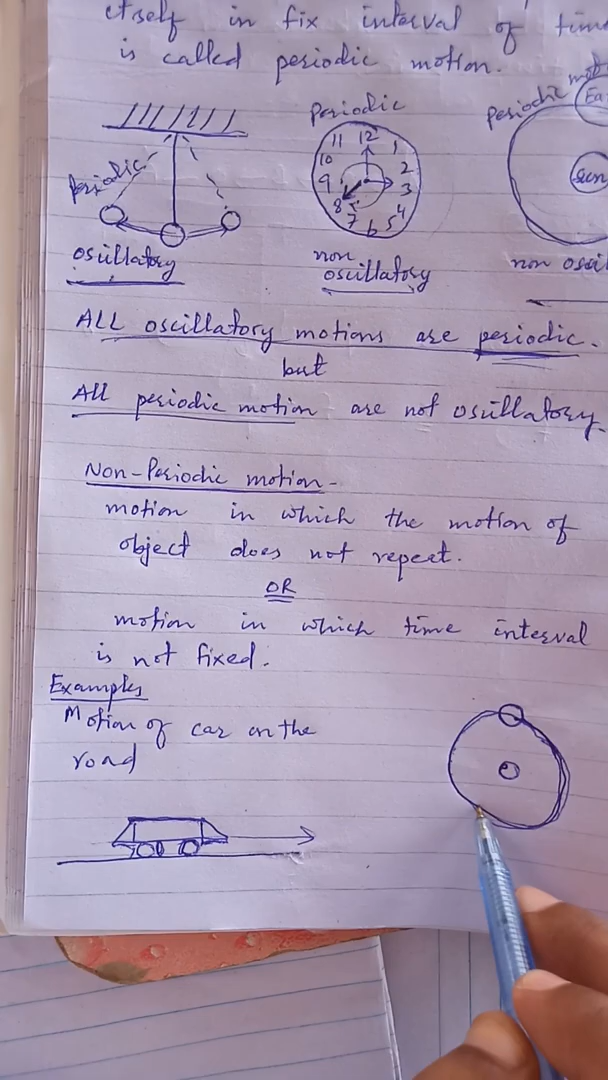 itself in fix interval of time
is called periodic motion.
periodic
oscillatory
Periodic
12
1
2
3
4
5
6
7
8
9
10
11
non
oscillatory
periodic
Ea
sun
non oscil
ALL oscillatory motions are periodic.
but
All periodic motion are not oscillatory.
Non-Periodic motion-
motion in which the motion of
object does not repeat.
OR
motion in which time interval
is not fixed.
Examples
Motion of car on the
road